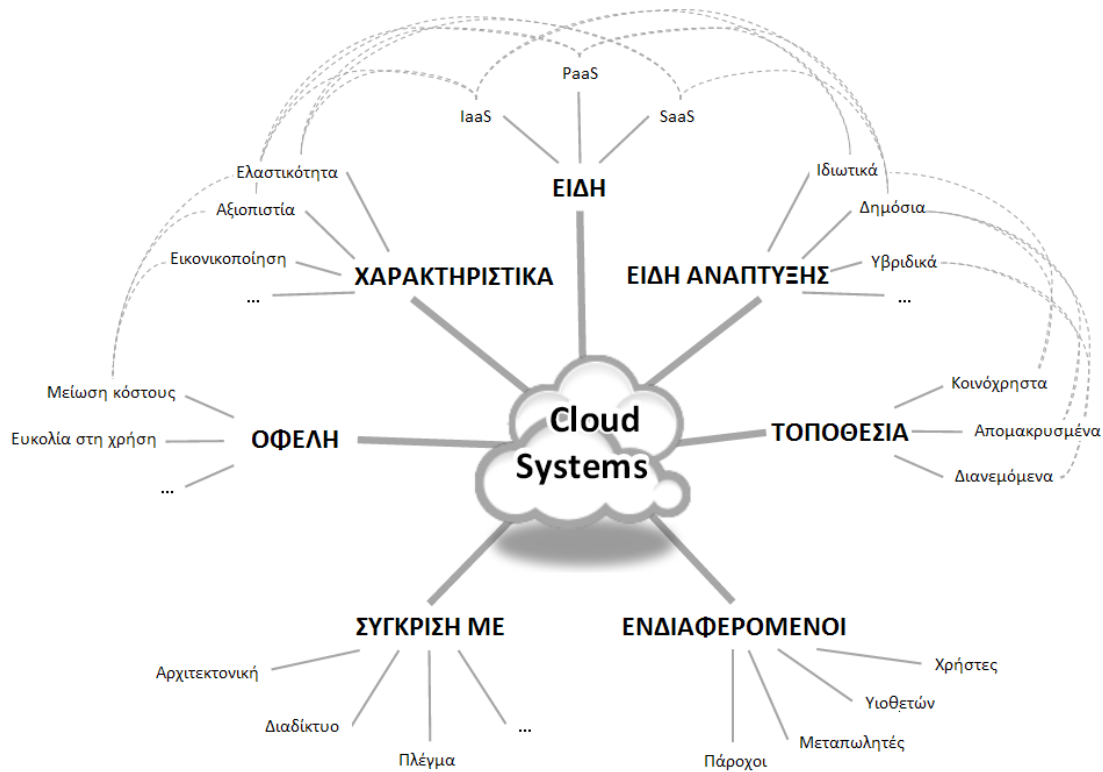 PaaS
IaaS
SaaS
ΕΙΔΗ
Ελαστικότητα
Αξιοπιστία
Εικονικοποίηση
...
ΧΑΡΑΚΤΗΡΙΣΤΙΚΑ
Ιδιωτικά
Δημόσια
Υβριδικά
...
ΕΙΔΗ ΑΝΑΠΤΥΞΗΣ
Μείωση κόστους
Ευκολία στη χρήση
...
ΟΦΕΛΗ
Cloud
Systems
ΤΟΠΟΘΕΣΙΑ
Κοινόχρηστα
Απομακρυσμένα
Διανεμόμενα
ΣΥΓΚΡΙΣΗ ΜΕ
Αρχιτεκτονική
Διαδίκτυο
Πλέγμα
...
ΕΝΔΙΑΦΕΡΟΜΕΝΟΙ
Χρήστες
Υιοθετών
Μεταπωλητές
Πάροχοι